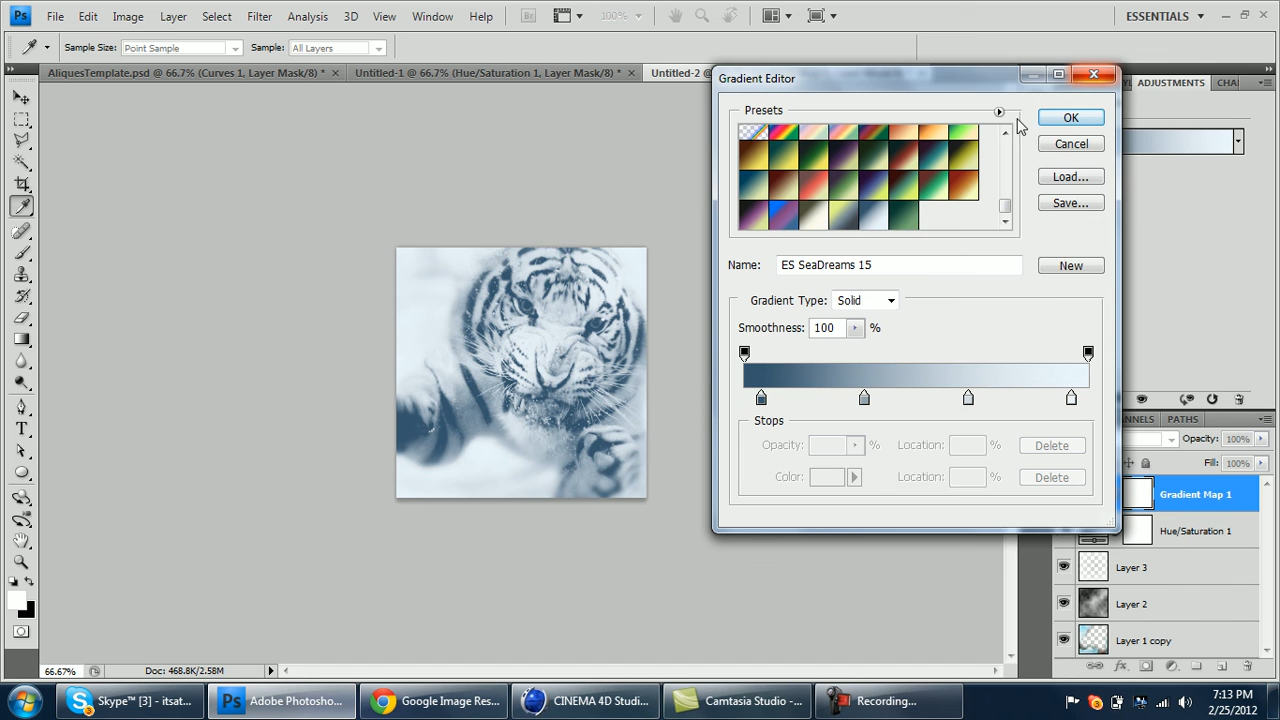 Ps File Edit Image Layer Select Filter Analysis 3D View Window Help Br 100% ESSENTIALS
Sample Size: Point Sample Sample: All Layers
AliquesTemplate.psd @ 66.7% (Curves 1, Layer Mask/8) * × Untitled-1 @ 66.7% (Hue/Saturation 1, Layer Mask/8) * × Untitled-2 @
ADJUSTMENTS CHA
Gradient Editor
Presets
OK
Cancel
Load...
Save...
Name: ES SeaDreams 15 New
Gradient Type: Solid
Smoothness: 100 %
Stops
Opacity: % Location: % Delete
Color: Location: % Delete
NNELS PATHS
Opacity: 100%
Fill: 100%
Gradient Map 1
Hue/Saturation 1
Layer 3
Layer 2
Layer 1 copy
T
66.67% Doc: 468.8K/2.58M
Skype™ [3] - itsat... Ps Adobe Photosho... Google Image Res... CINEMA 4D Studi... Camtasia Studio -... Recording...
7:13 PM
2/25/2012